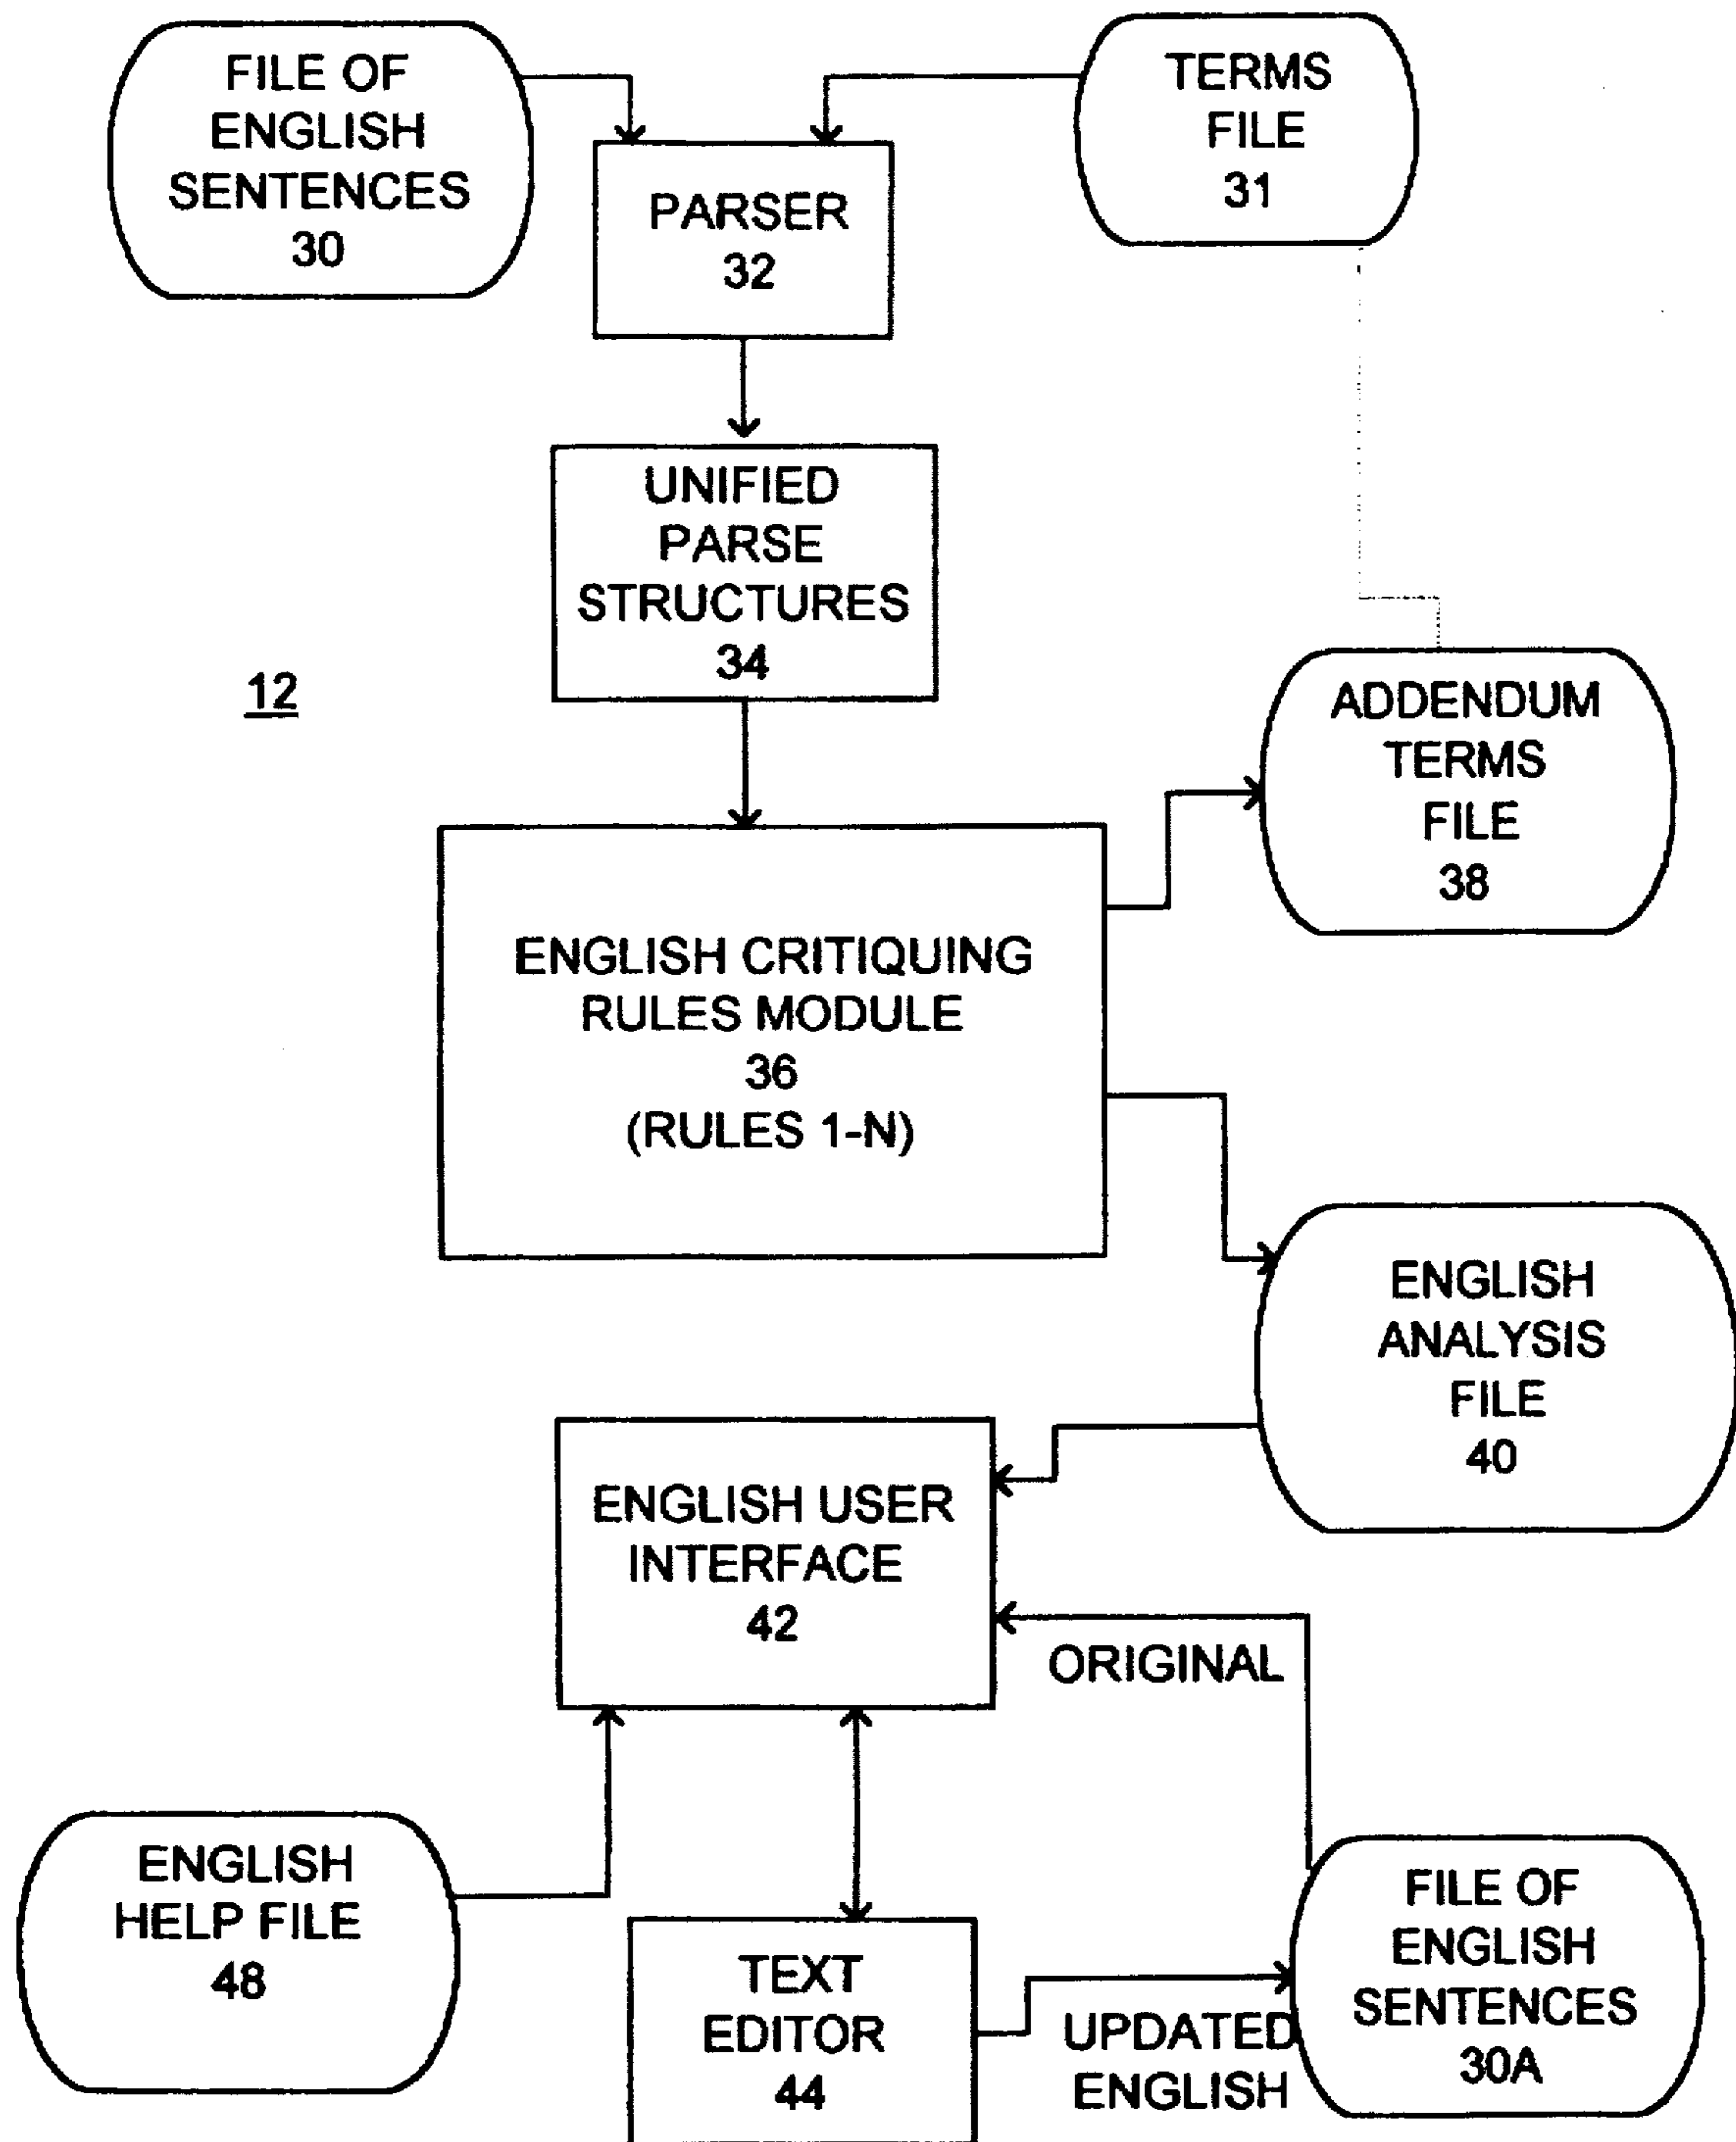 FILE OF
ENGLISH
SENTENCES
30
TERMS
FILE
31
PARSER
32
UNIFIED
PARSE
STRUCTURES
34
12
ADDENDUM
TERMS
FILE
38
ENGLISH CRITIQUING
RULES MODULE
36
(RULES 1-N)
ENGLISH
ANALYSIS
FILE
40
ENGLISH USER
INTERFACE
42
ORIGINAL
ENGLISH
HELP FILE
48
TEXT
EDITOR
44
UPDATED
ENGLISH
FILE OF
ENGLISH
SENTENCES
30A